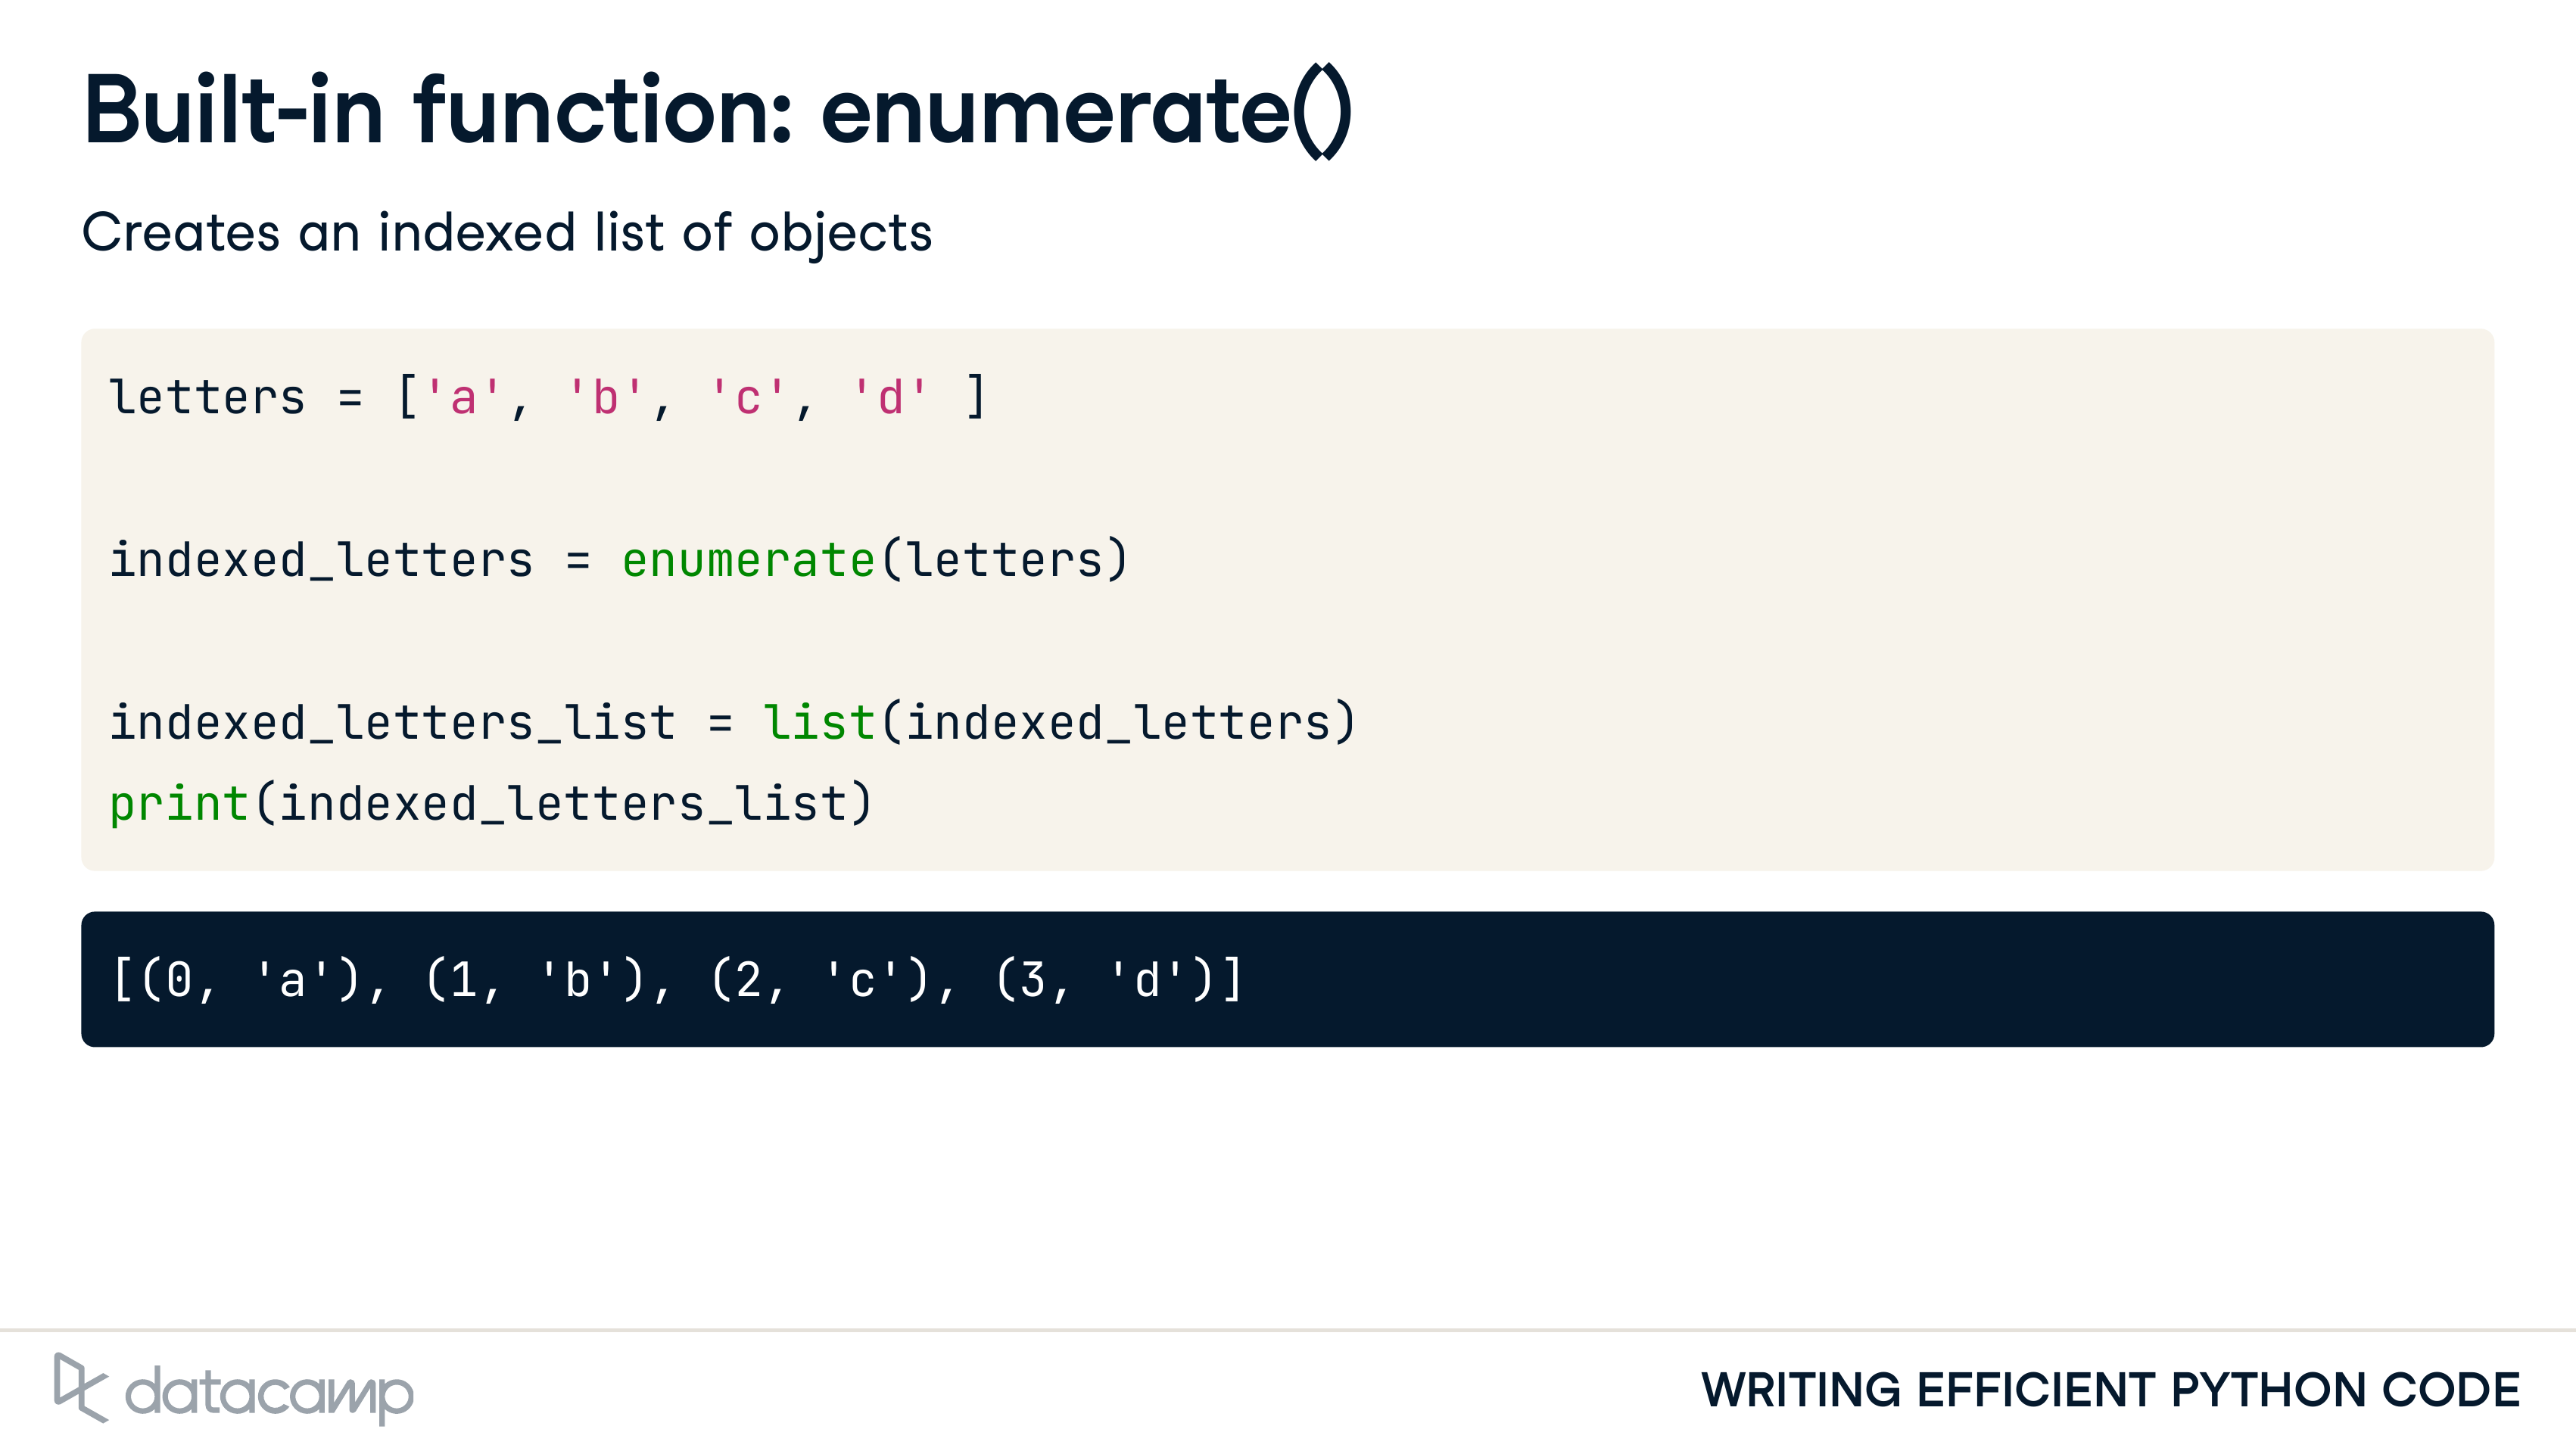 Built-in function: enumerate()
Creates an indexed list of objects
letters = ['a', 'b', 'c', 'd' ]
indexed_letters = enumerate(letters)
indexed_letters_list = list(indexed_letters)
print(indexed_letters_list)
[(0, 'a'), (1, 'b'), (2, 'c'), (3, 'd')]
datacamp
WRITING EFFICIENT PYTHON CODE